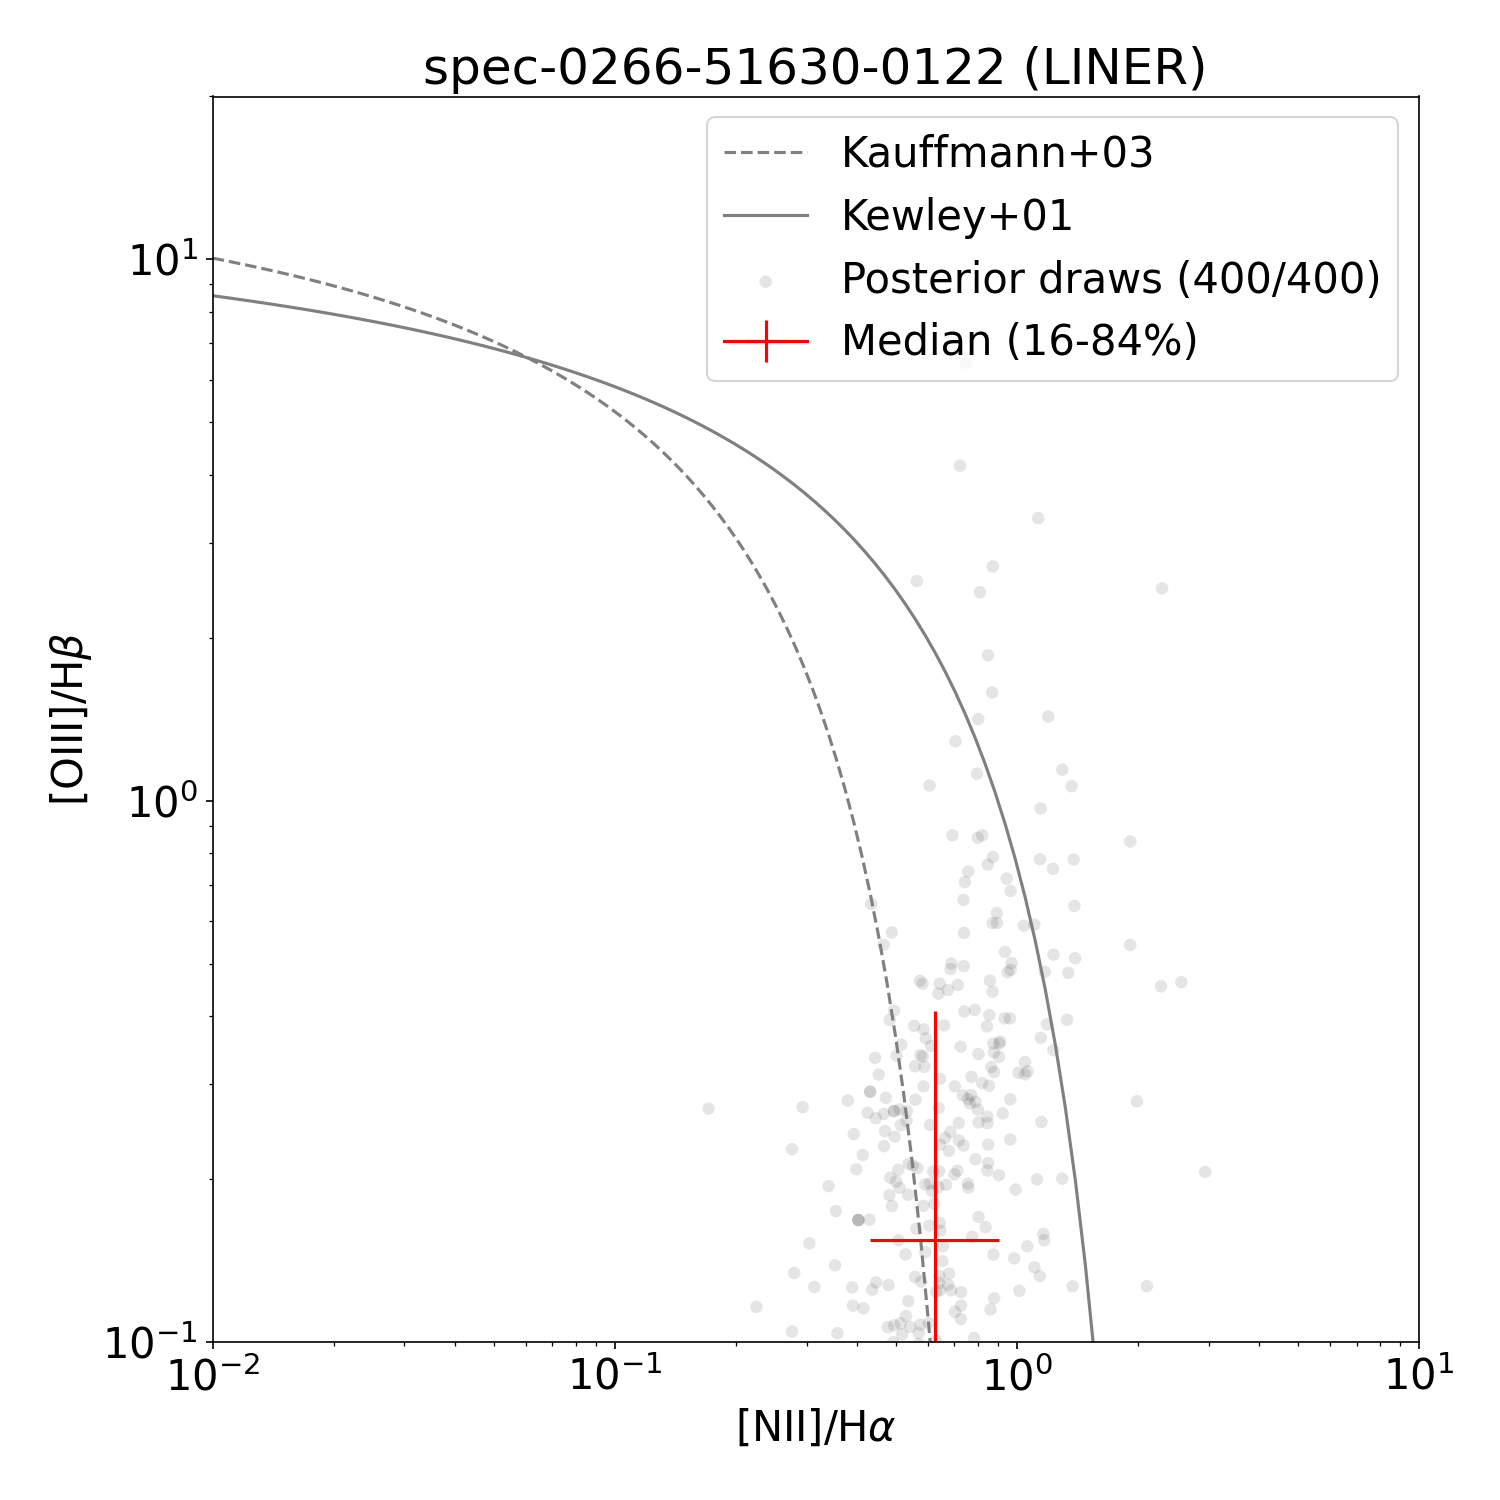 spec-0266-51630-0122 (LINER)
Kauffmann+03
Kewley+01
Posterior draws (400/400)
Median (16-84%)
[OIII]/Hβ
10¹
10⁰
10⁻¹
10⁻² 10⁻¹ 10⁰ 10¹
[NII]/Hα